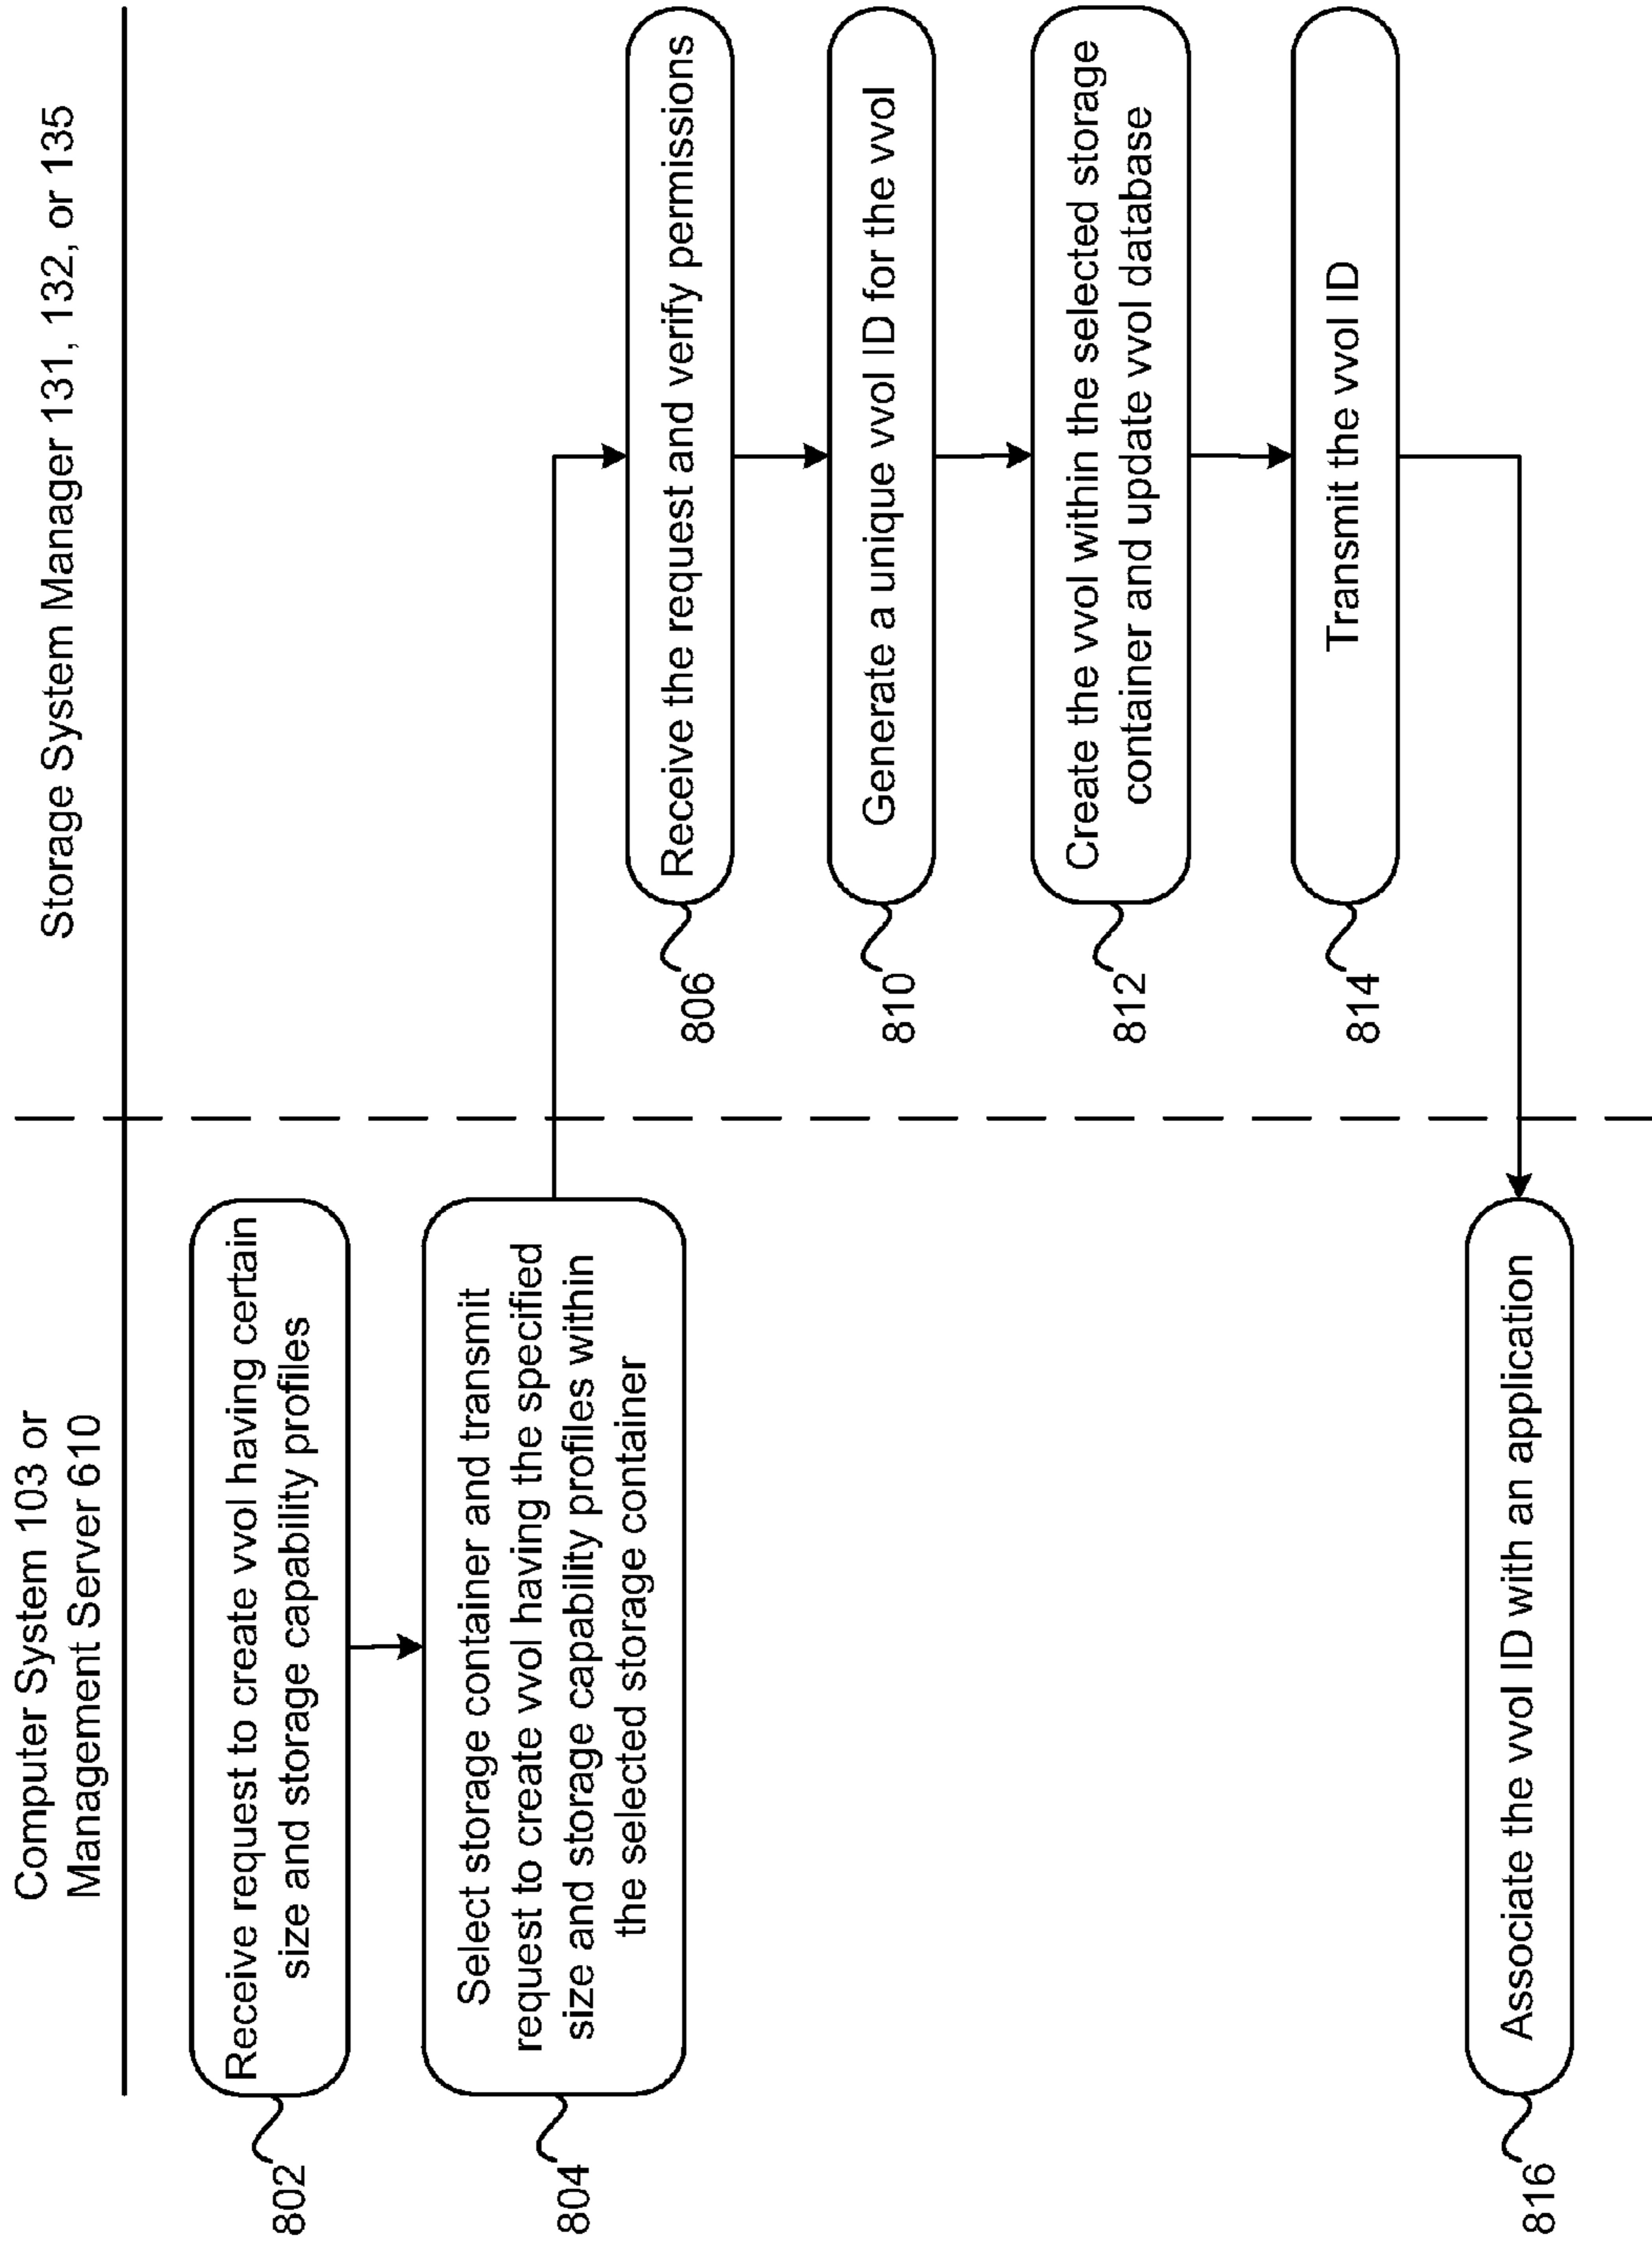 Computer System 103 or
Management Server 610
Storage System Manager 131, 132, or 135
802
Receive request to create vvol having certain
size and storage capability profiles
804
Select storage container and transmit
request to create vvol having the specified
size and storage capability profiles within
the selected storage container
806
Receive the request and verify permissions
810
Generate a unique vvol ID for the vvol
812
Create the vvol within the selected storage
container and update vvol database
814
Transmit the vvol ID
816
Associate the vvol ID with an application